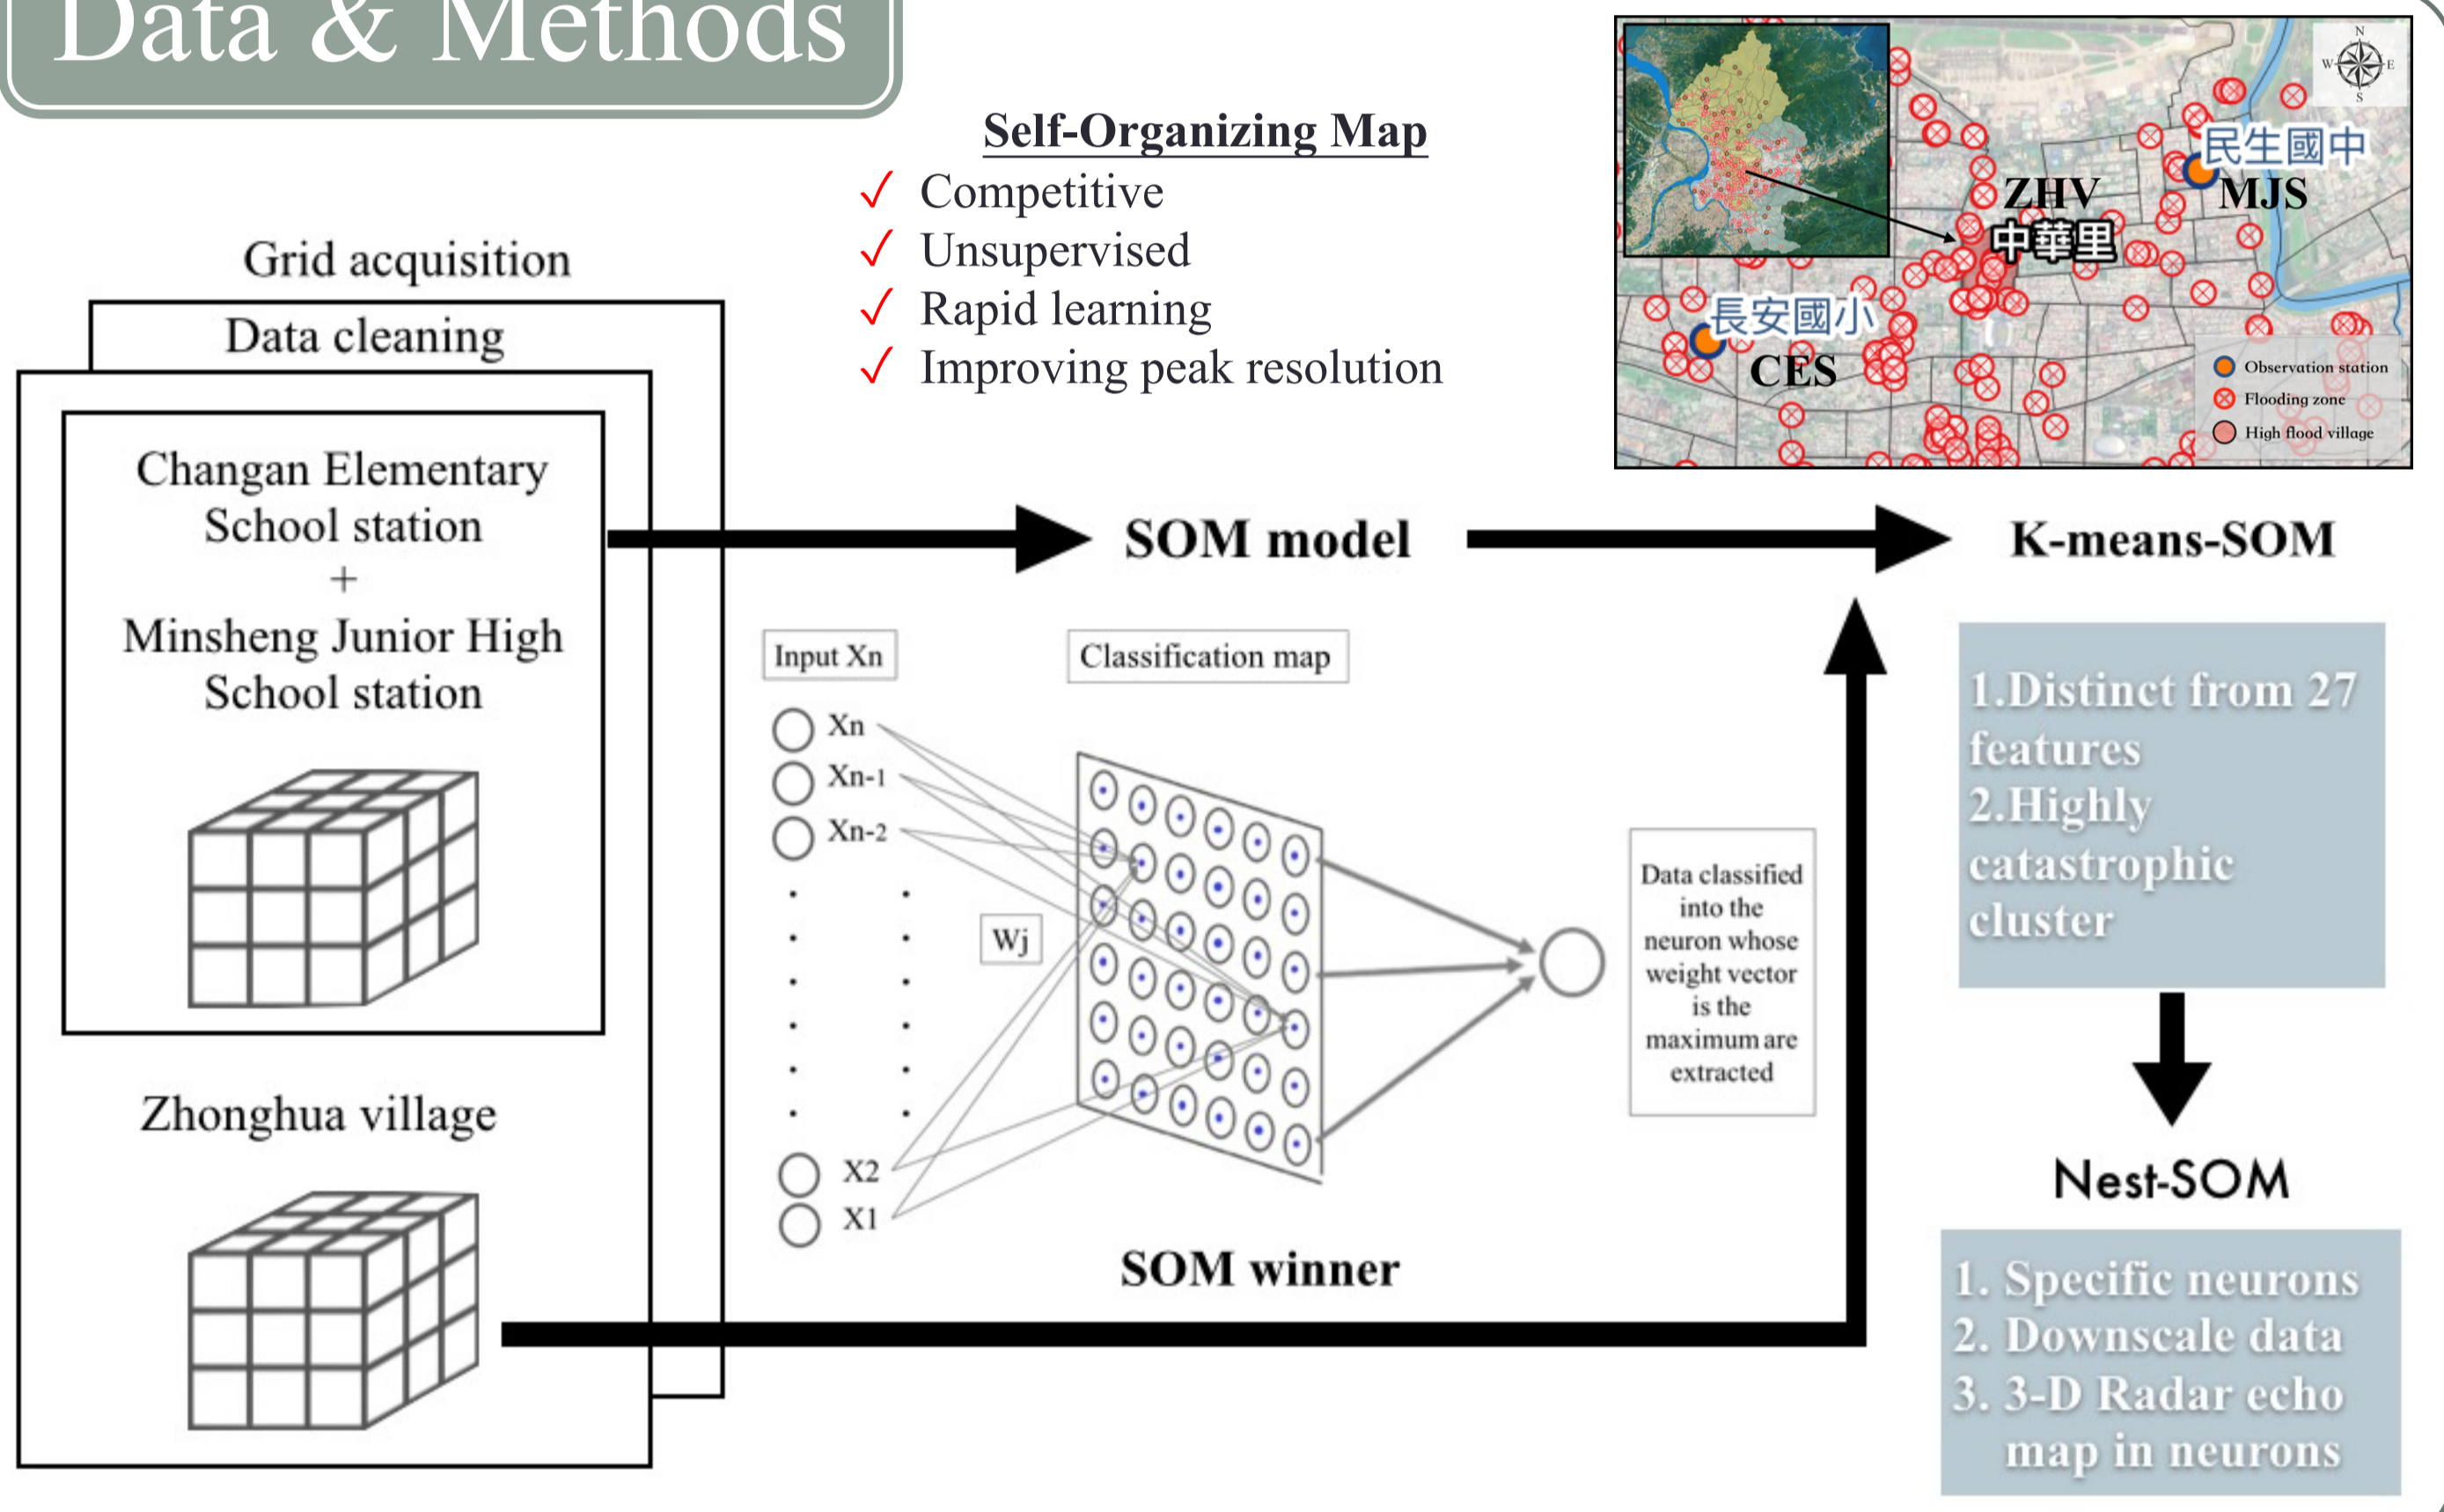 Data & Methods
Self-Organizing Map
✓ Competitive
✓ Unsupervised
✓ Rapid learning
✓ Improving peak resolution
N
W E
S
民生國中
ZHV
MJS
中華里
長安國小
CES
Observation station
Flooding zone
High flood village
Grid acquisition
Data cleaning
Changan Elementary
School station
+
Minsheng Junior High
School station
Zhonghua village
SOM model
K-means-SOM
Input Xn
Classification map
Xn
Xn-1
Xn-2
Wj
X2
X1
Data classified
into the
neuron whose
weight vector
is the
maximum are
extracted
SOM winner
1.Distinct from 27
features
2.Highly
catastrophic
cluster
Nest-SOM
1. Specific neurons
2. Downscale data
3. 3-D Radar echo
map in neurons